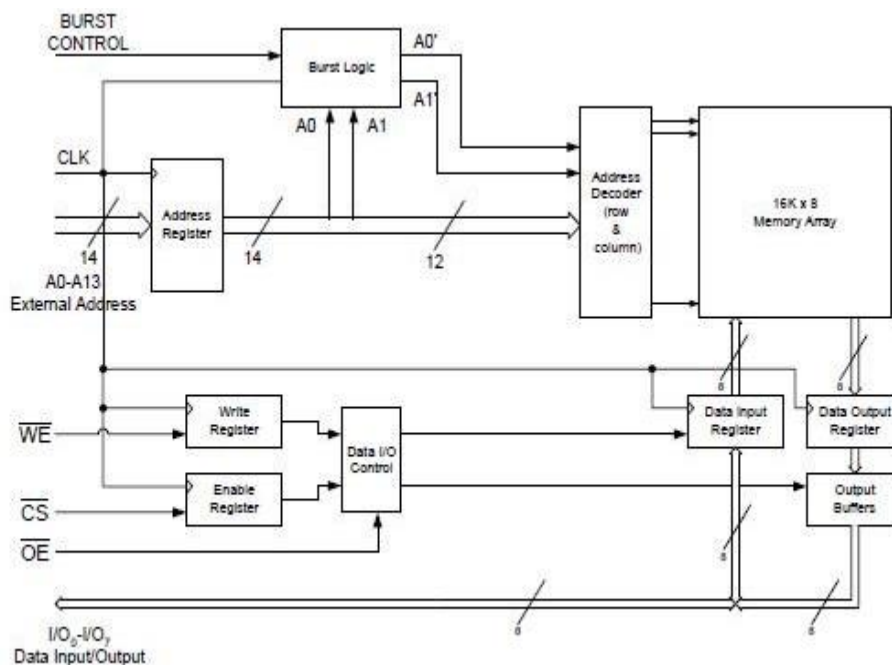 BURST
CONTROL
Burst Logic
A0'
A1'
A0
A1
CLK
Address
Register
14
14
12
A0-A13
External Address
Address
Decoder
(row
&
column)
16K x 8
Memory Array
8
8
WE
Write
Register
Data I/O
Control
Data Input
Register
Data Output
Register
CS
Enable
Register
Output
Buffers
OE
8
8
8
I/O0-I/O7
Data Input/Output